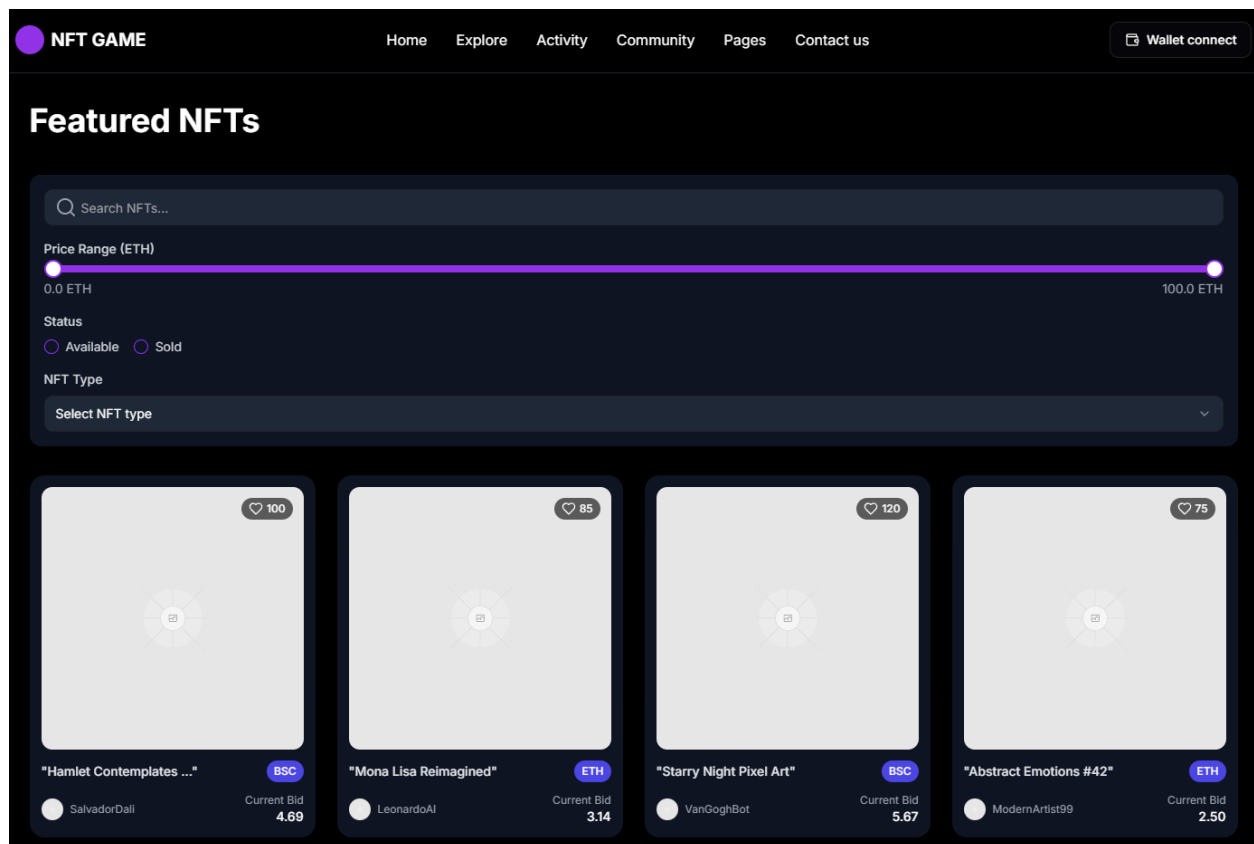 NFT GAME
Home Explore Activity Community Pages Contact us
Wallet connect
Featured NFTs
Search NFTs...
Price Range (ETH)
0.0 ETH 100.0 ETH
Status
Available Sold
NFT Type
Select NFT type
100 85 120 75
"Hamlet Contemplates ..." BSC "Mona Lisa Reimagined" ETH "Starry Night Pixel Art" BSC "Abstract Emotions #42" ETH
Current Bid Current Bid Current Bid Current Bid
SalvadorDali LeonardoAI VanGoghBot ModernArtist99
4.69 3.14 5.67 2.50